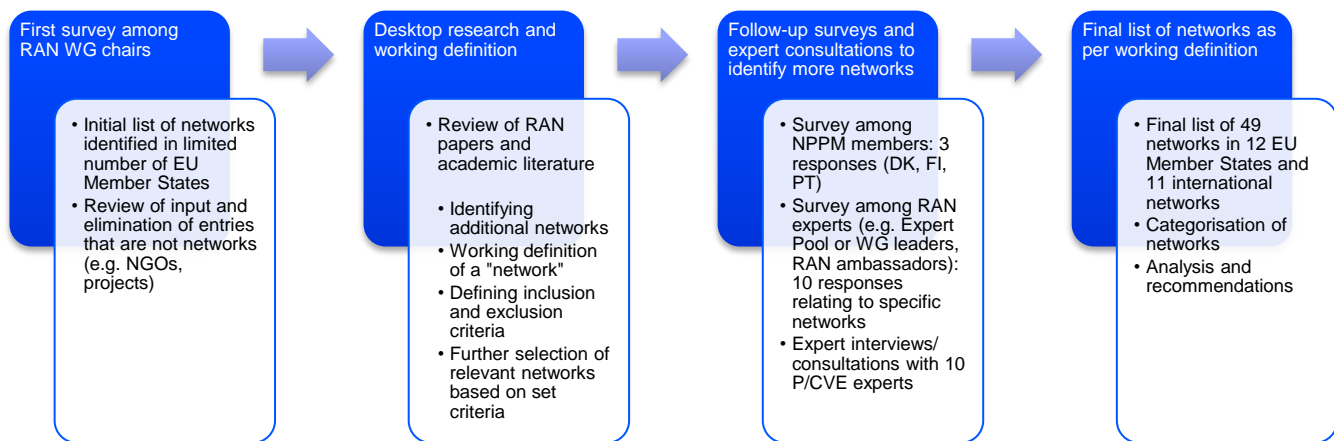 First survey among
RAN WG chairs
• Initial list of networks
identified in limited
number of EU
Member States
• Review of input and
elimination of entries
that are not networks
(e.g. NGOs,
projects)
Desktop research and
working definition
• Review of RAN
papers and
academic literature
• Identifying
additional networks
• Working definition
of a "network"
• Defining inclusion
and exclusion
criteria
• Further selection of
relevant networks
based on set
criteria
Follow-up surveys and
expert consultations to
identify more networks
• Survey among
NPPM members: 3
responses (DK, FI,
PT)
• Survey among RAN
experts (e.g. Expert
Pool or WG leaders,
RAN ambassadors):
10 responses
relating to specific
networks
• Expert interviews/
consultations with 10
P/CVE experts
Final list of networks as
per working definition
• Final list of 49
networks in 12 EU
Member States and
11 international
networks
• Categorisation of
networks
• Analysis and
recommendations